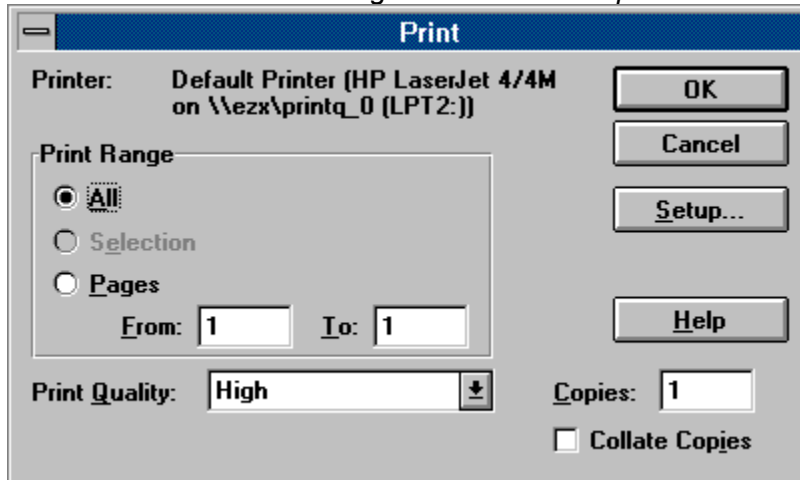 Print
Printer: Default Printer (HP LaserJet 4/4M
on \\ezx\printq_0 (LPT2:))
OK
Cancel
Print Range
All
Setup...
Selection
Pages
From: 1 To: 1
Help
Print Quality: High
Copies: 1
Collate Copies